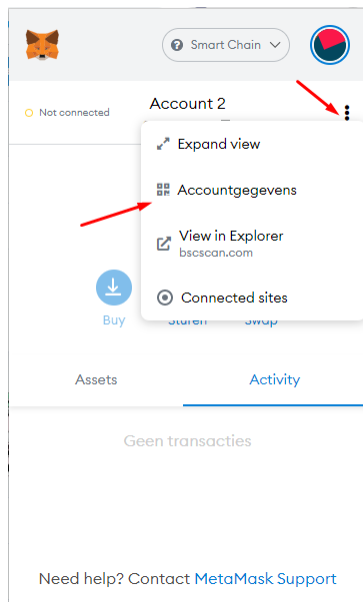 Smart Chain
Not connected
Account 2
Expand view
Accountgegevens
View in Explorer
bscscan.com
Connected sites
Buy
Sturen
Swap
Assets
Activity
Geen transacties
Need help? Contact MetaMask Support